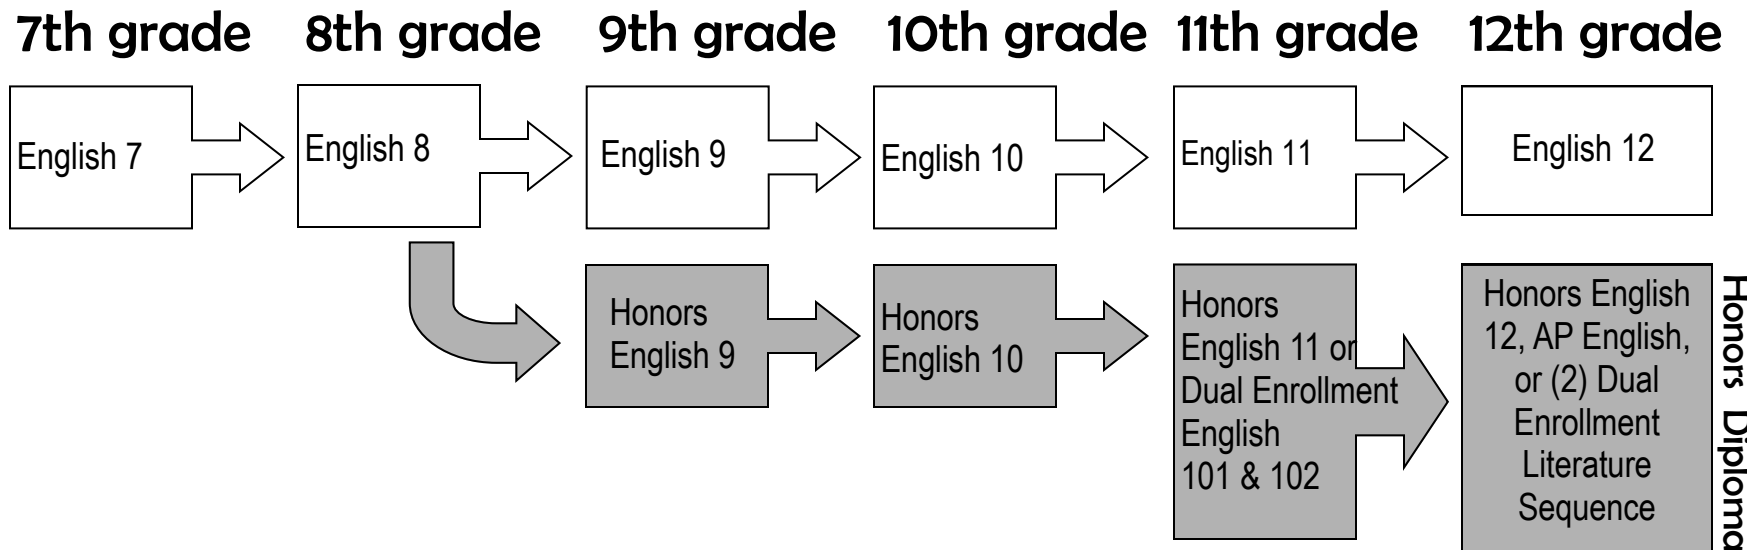 7th grade
8th grade
9th grade
10th grade
11th grade
12th grade
English 7
English 8
English 9
English 10
English 11
English 12
Honors
English 9
Honors
English 10
Honors
English 11 or
Dual Enrollment
English
101 & 102
Honors English
12, AP English,
or (2) Dual
Enrollment
Literature
Sequence
Honors Diploma